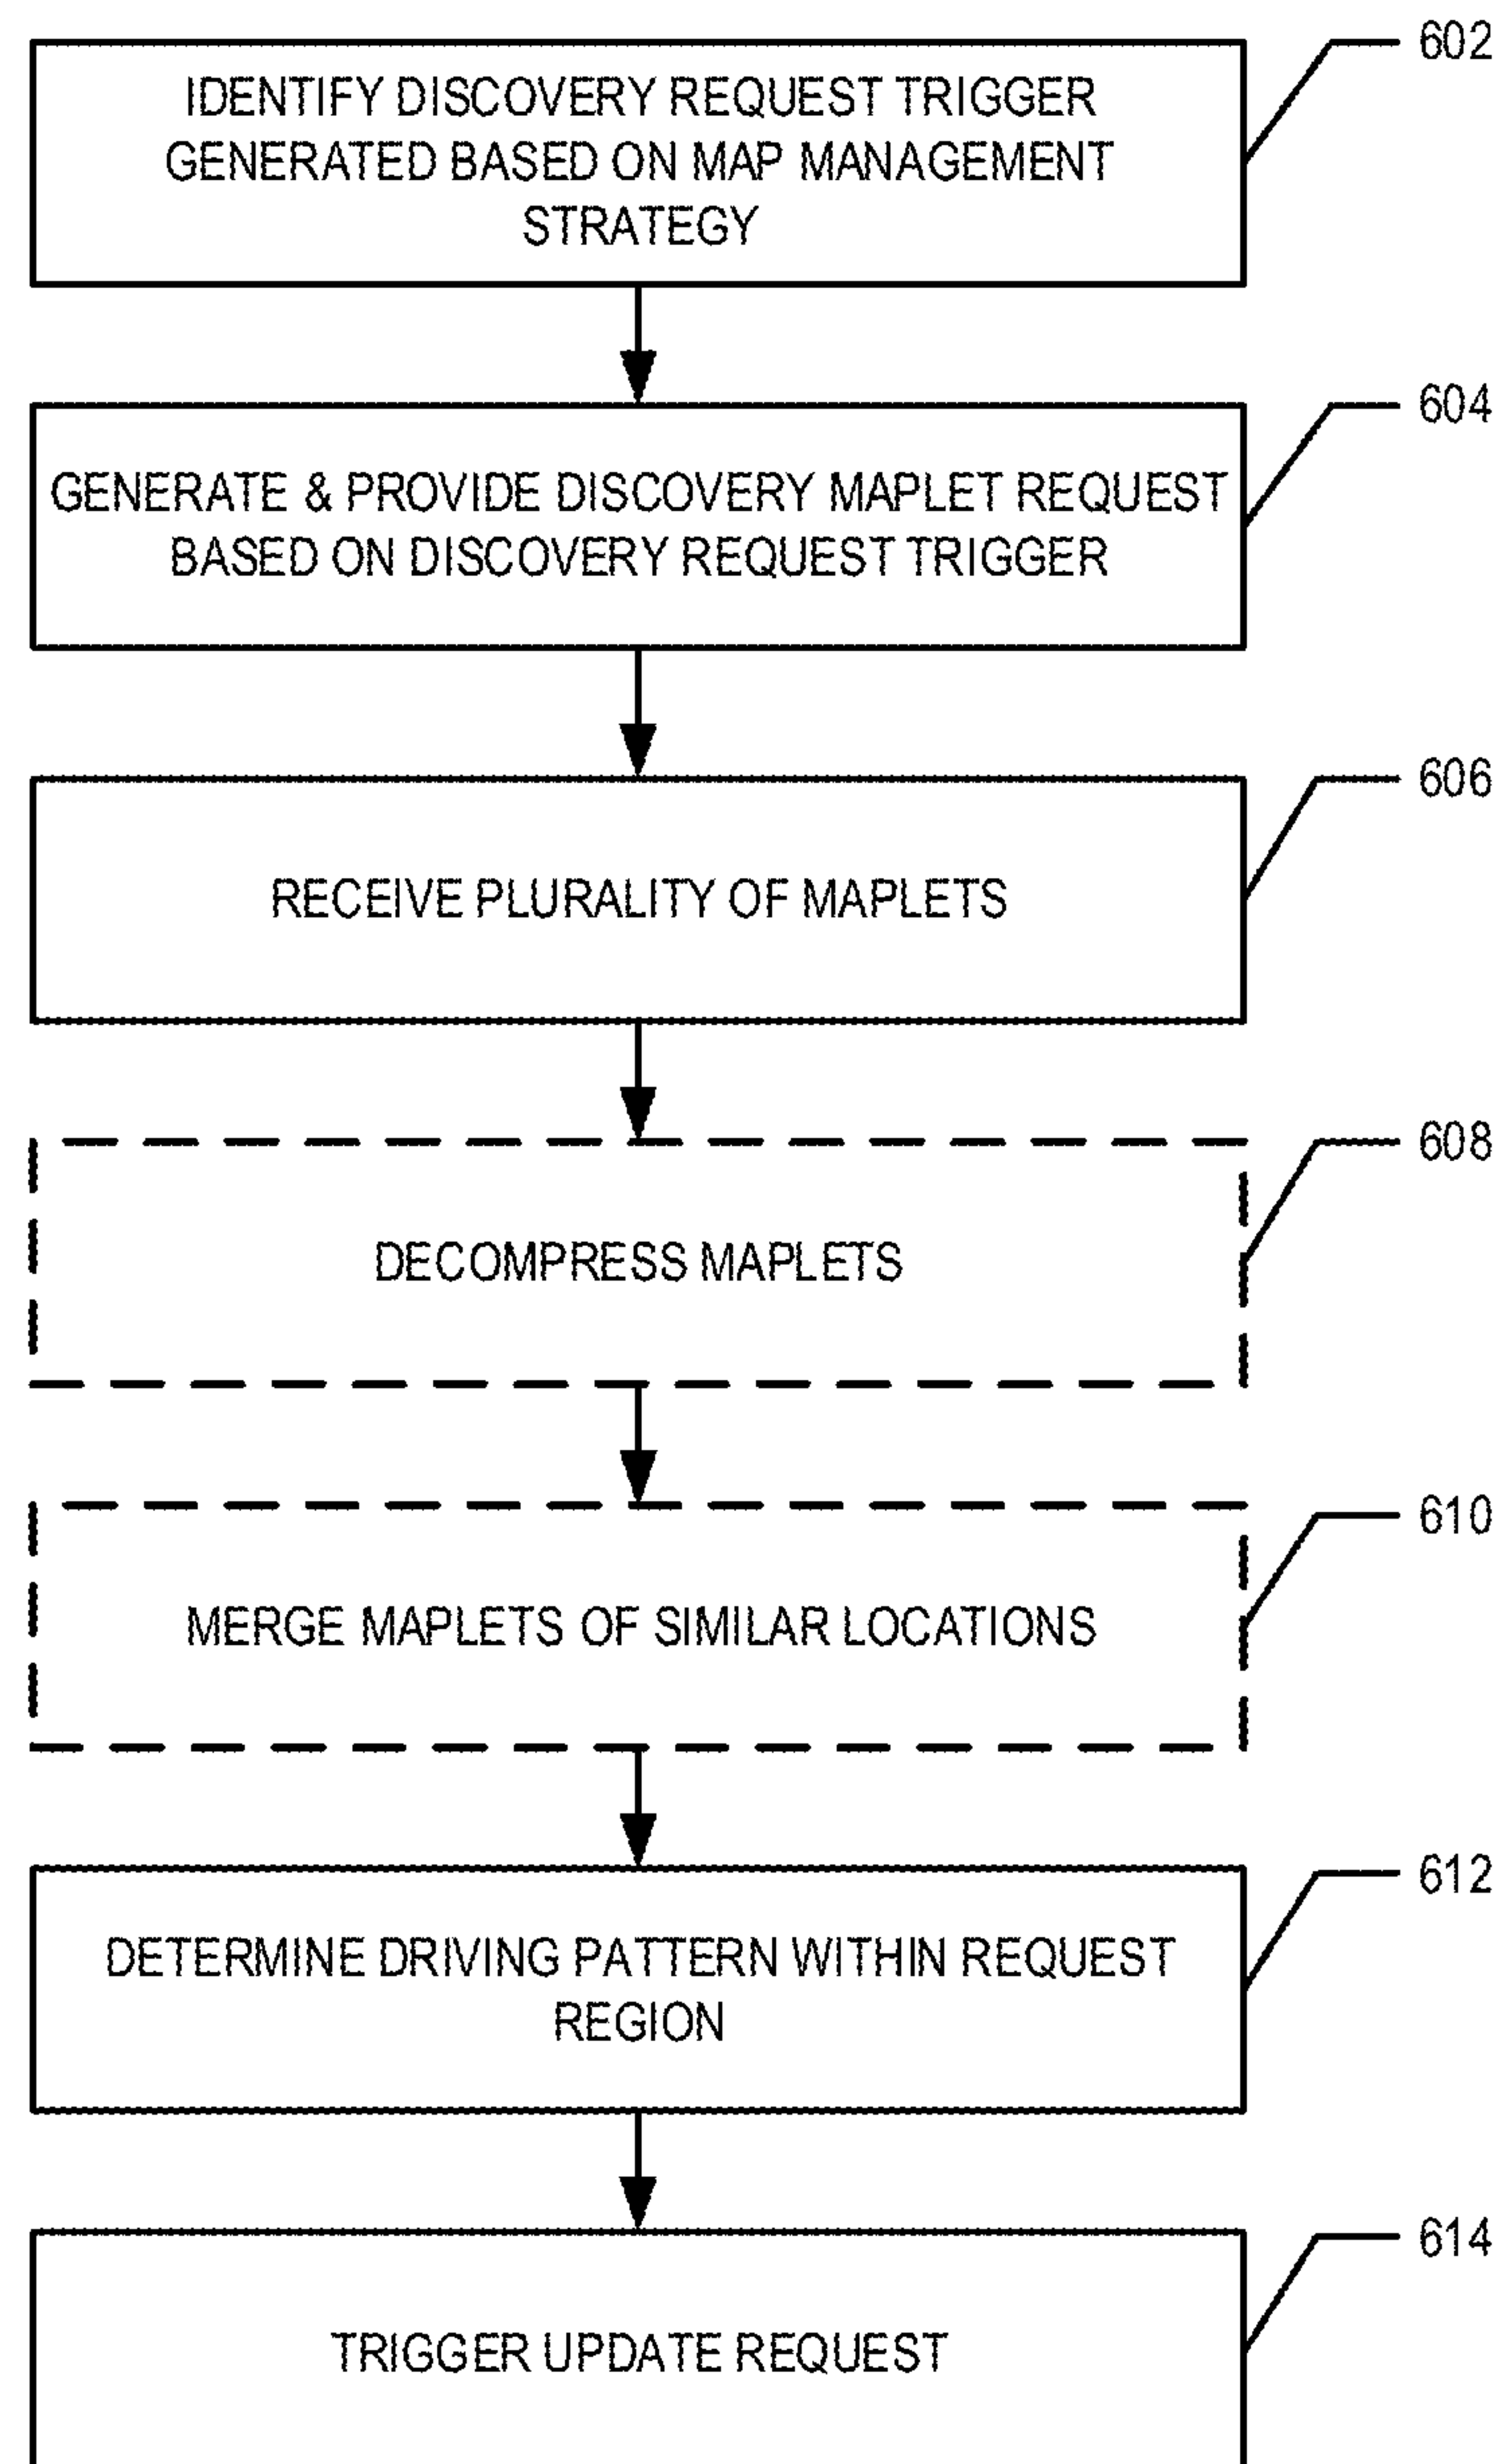 602
IDENTIFY DISCOVERY REQUEST TRIGGER
GENERATED BASED ON MAP MANAGEMENT
STRATEGY
604
GENERATE & PROVIDE DISCOVERY MAPLET REQUEST
BASED ON DISCOVERY REQUEST TRIGGER
606
RECEIVE PLURALITY OF MAPLETS
608
DECOMPRESS MAPLETS
610
MERGE MAPLETS OF SIMILAR LOCATIONS
612
DETERMINE DRIVING PATTERN WITHIN REQUEST
REGION
614
TRIGGER UPDATE REQUEST